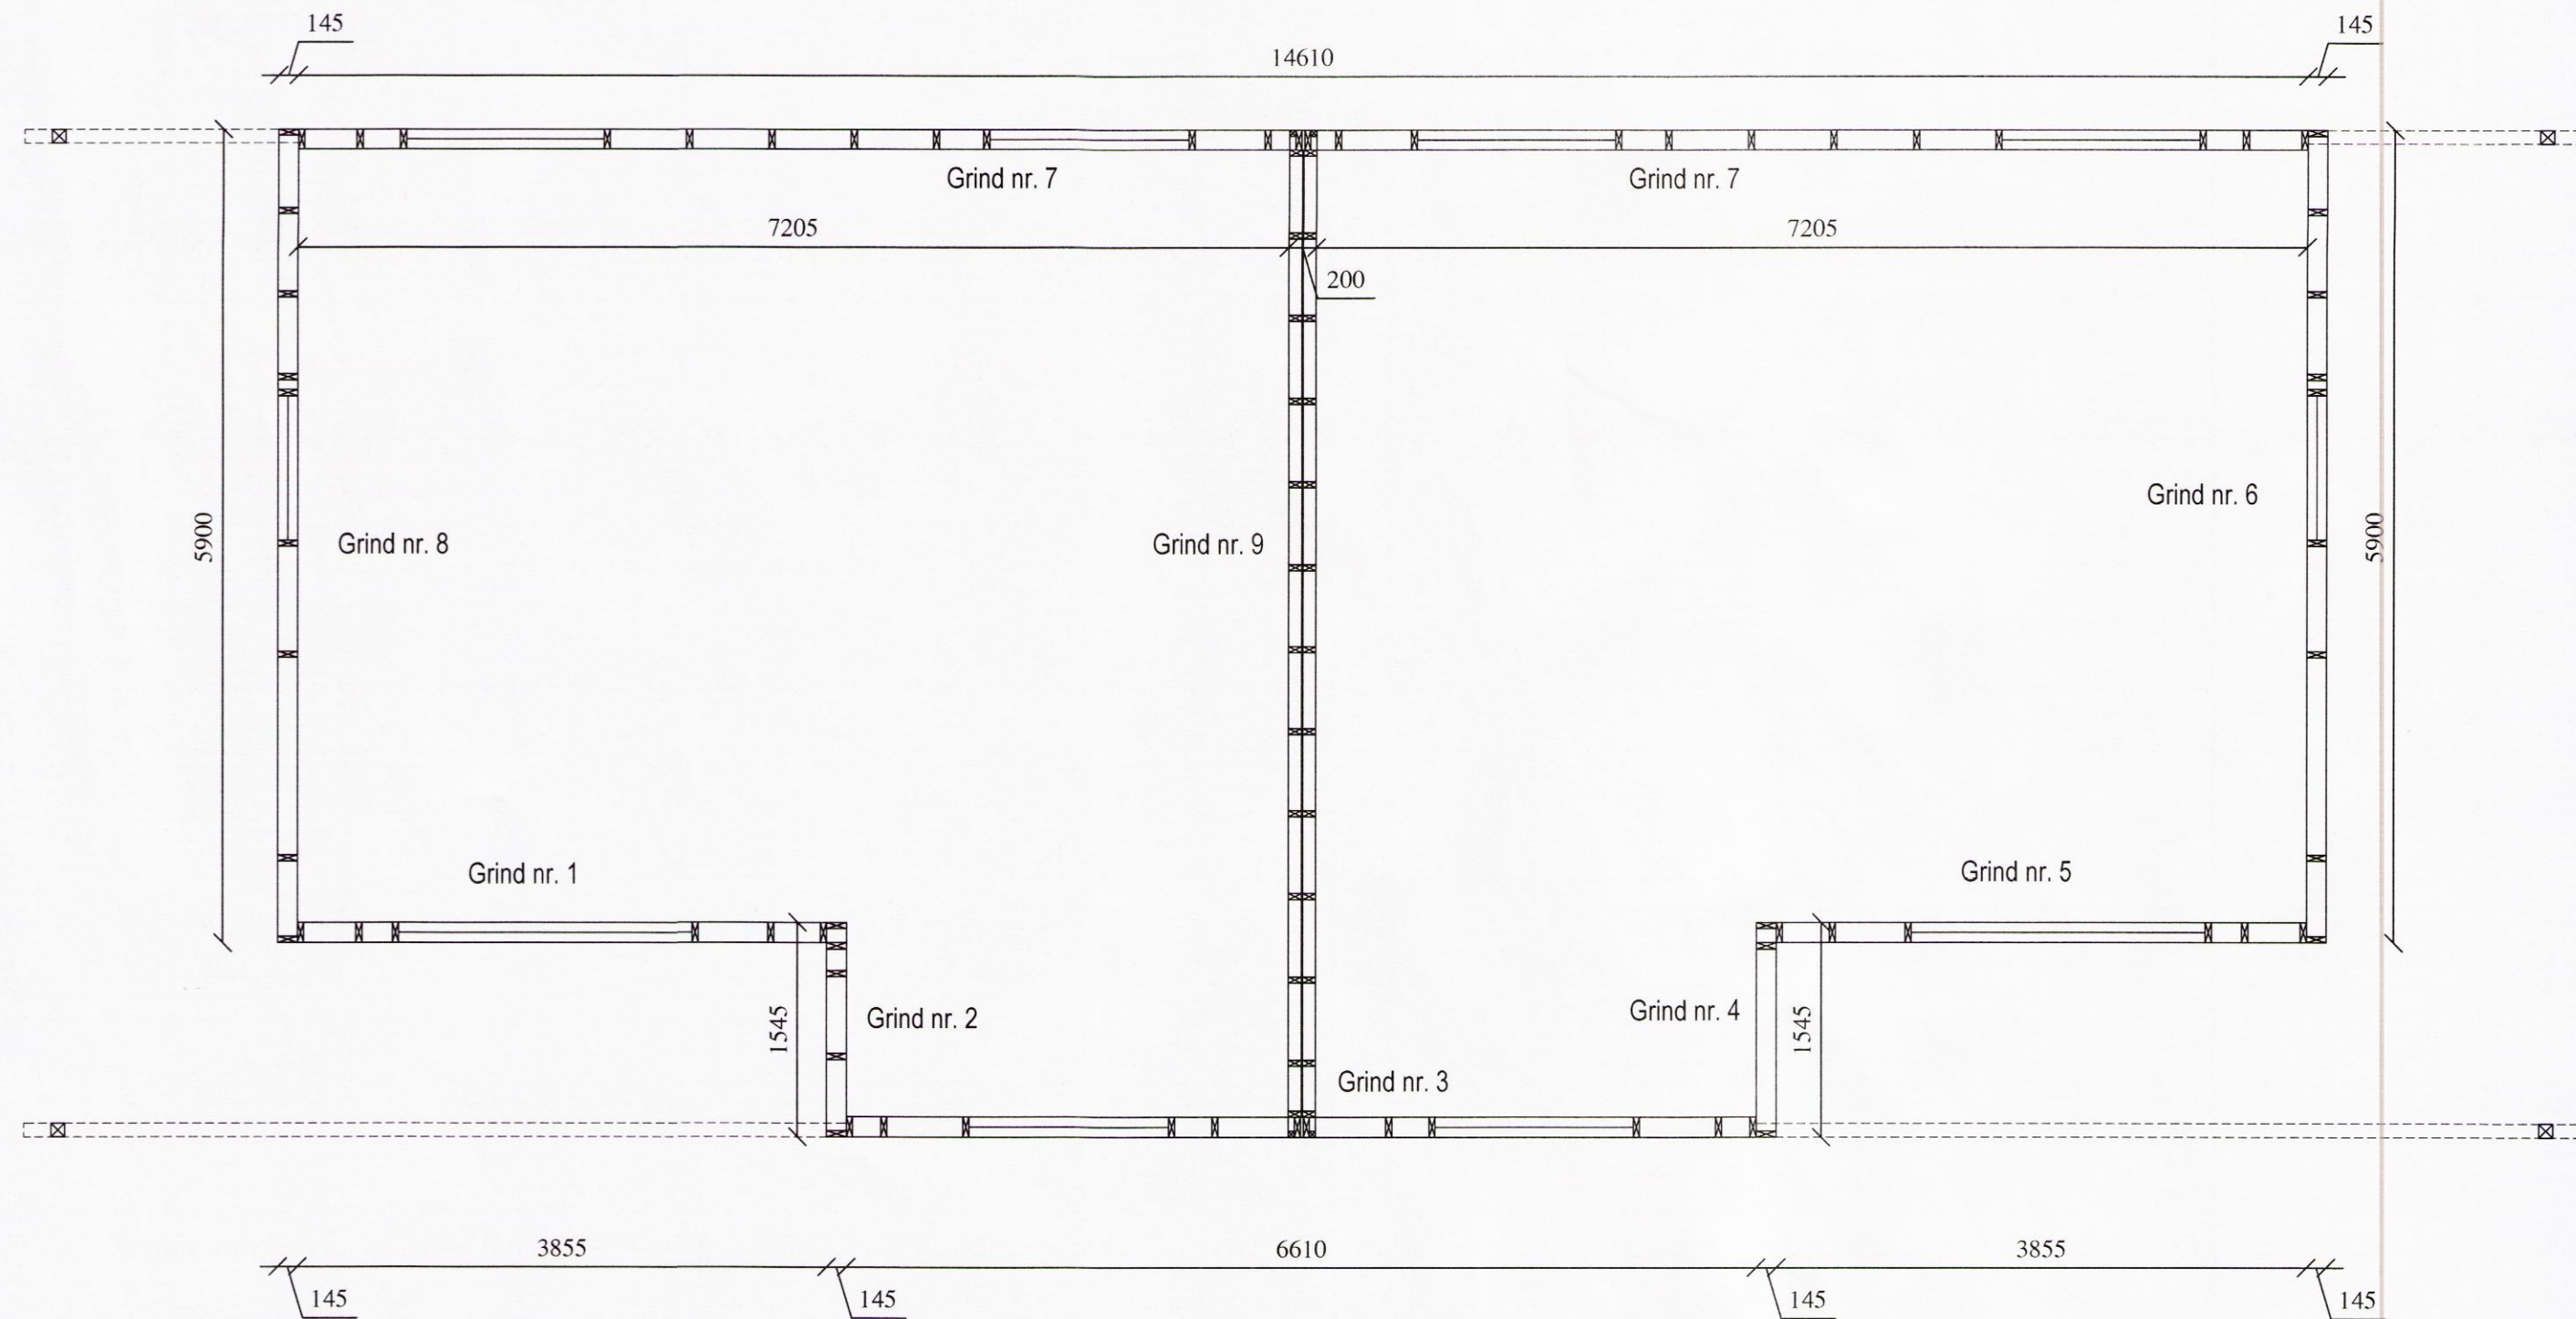 145
145
14610
Grind nr. 7
Grind nr. 7
7205
7205
200
Grind nr. 6
5900
Grind nr. 8
Grind nr. 9
5900
Grind nr. 1
Grind nr. 5
1545
Grind nr. 2
Grind nr. 4
1545
Grind nr. 3
3855
6610
3855
145
145
145
145